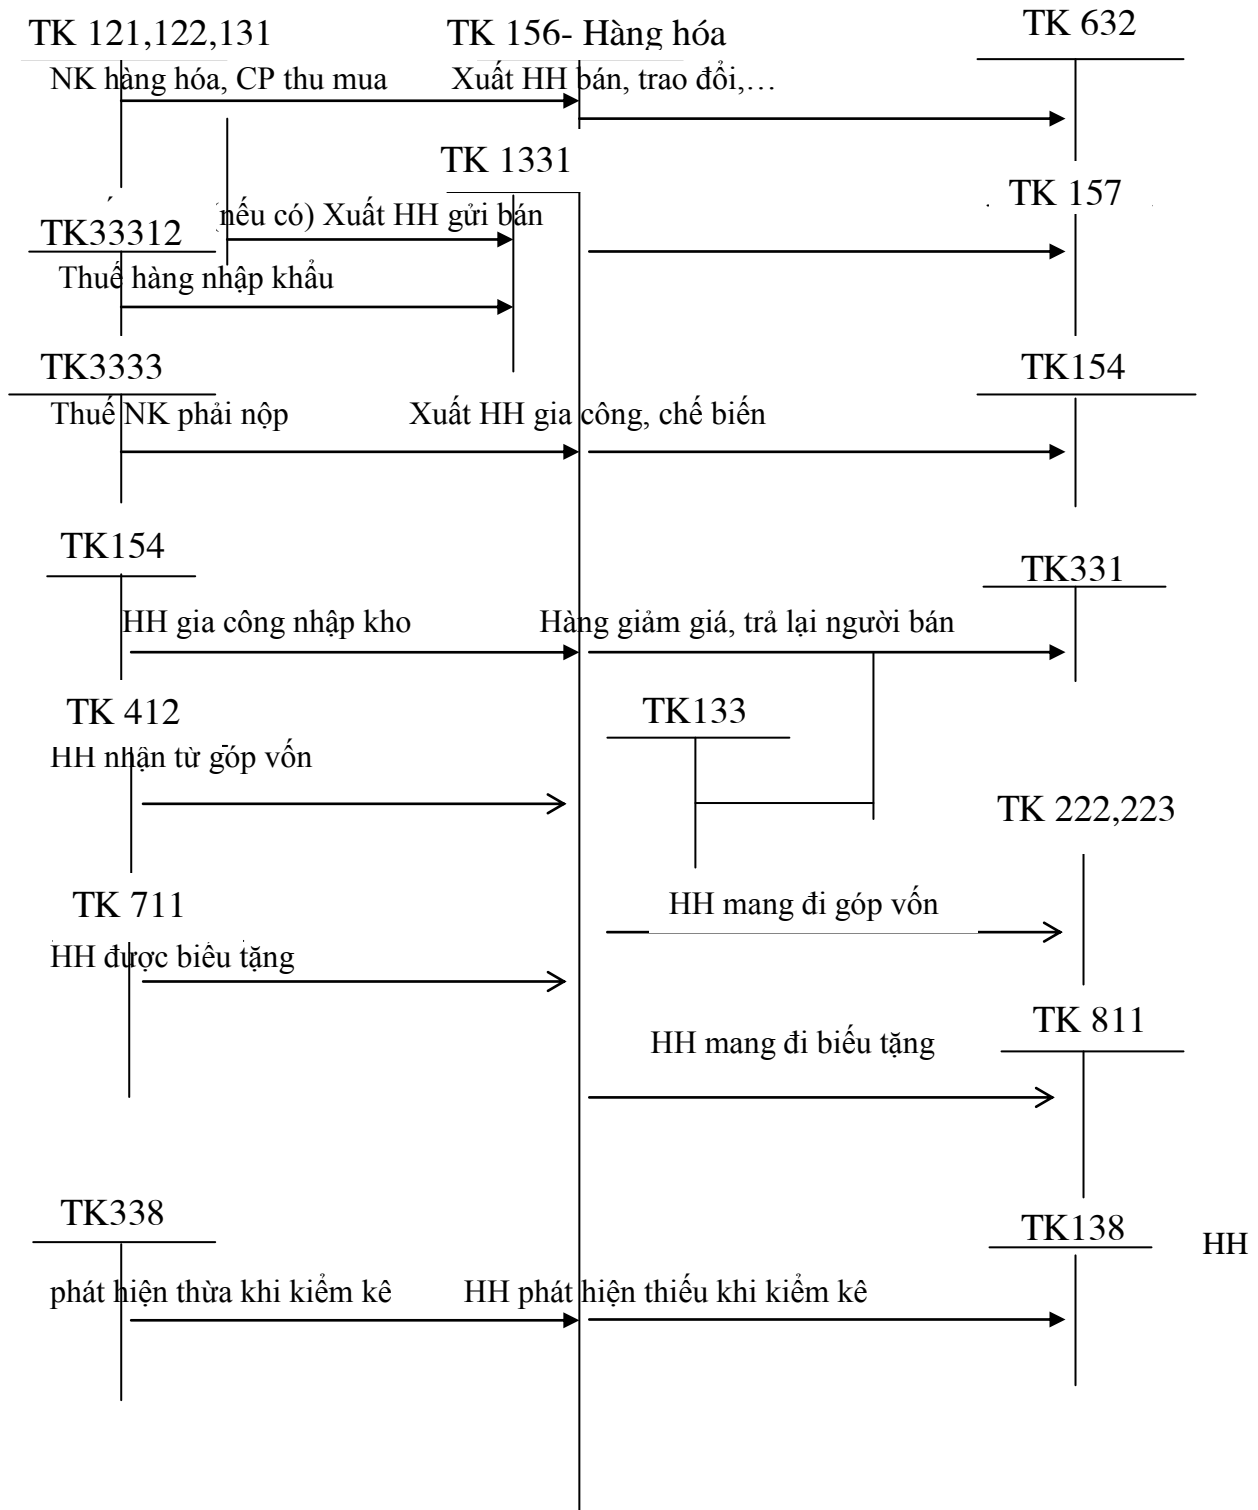 TK 121,122,131 TK 156- Hàng hóa TK 632
NK hàng hóa, CP thu mua Xuất HH bán, trao đổi,…
TK 1331
TK 157
nếu có) Xuất HH gửi bán
TK33312
Thuế hàng nhập khẩu
TK3333 TK154
Thuế NK phải nộp Xuất HH gia công, chế biến
TK154
TK331
HH gia công nhập kho Hàng giảm giá, trả lại người bán
TK 412 TK133
HH nhận từ góp vốn
TK 222,223
TK 711 HH mang đi góp vốn
HH được biếu tặng
TK 811
HH mang đi biếu tặng
TK338
TK138 HH
phát hiện thừa khi kiểm kê HH phát hiện thiếu khi kiểm kê